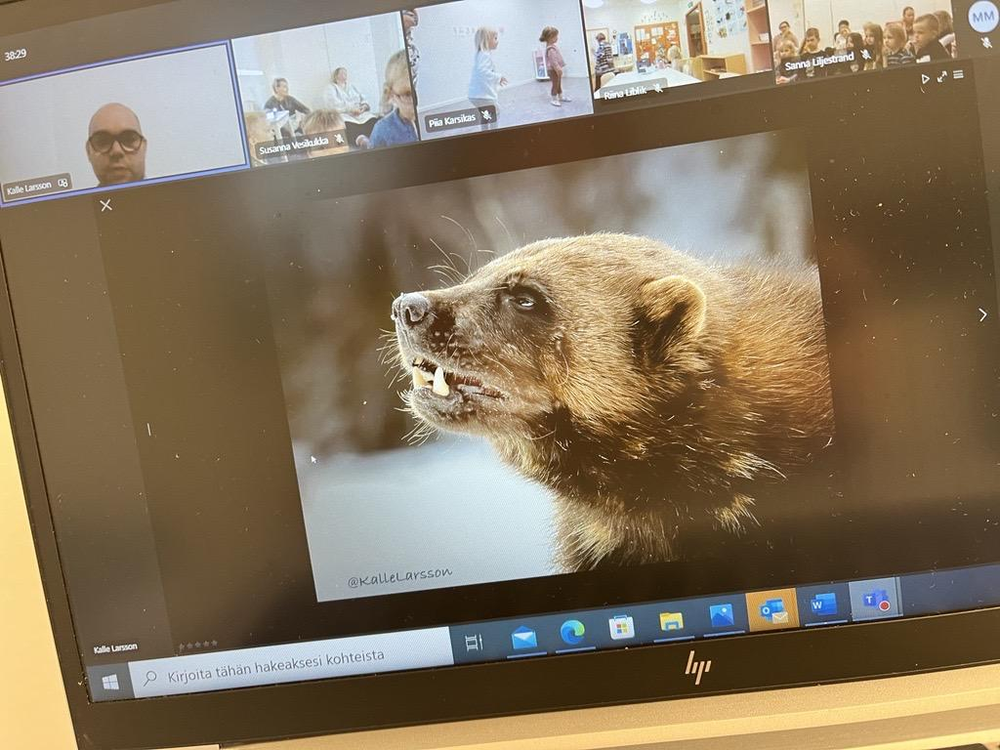 38:29
Kalle Larsson
Susanna Vesikukka
Piia Karsikas
Riina Liblik
Sanna Liljestrand
MM
@KalleLarsson
Kalle Larsson
Kirjoita tähän hakeaksesi kohteista
W
T
hp